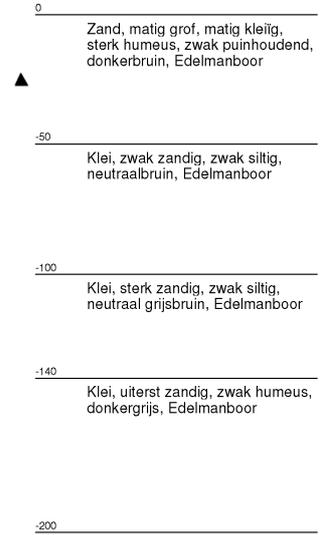 0
Zand, matig grof, matig kleiïg,
sterk humeus, zwak puinhoudend,
donkerbruin, Edelmanboor
-50
Klei, zwak zandig, zwak siltig,
neutraalbruin, Edelmanboor
-100
Klei, sterk zandig, zwak siltig,
neutraal grijsbruin, Edelmanboor
-140
Klei, uiterst zandig, zwak humeus,
donkergrijs, Edelmanboor
-200